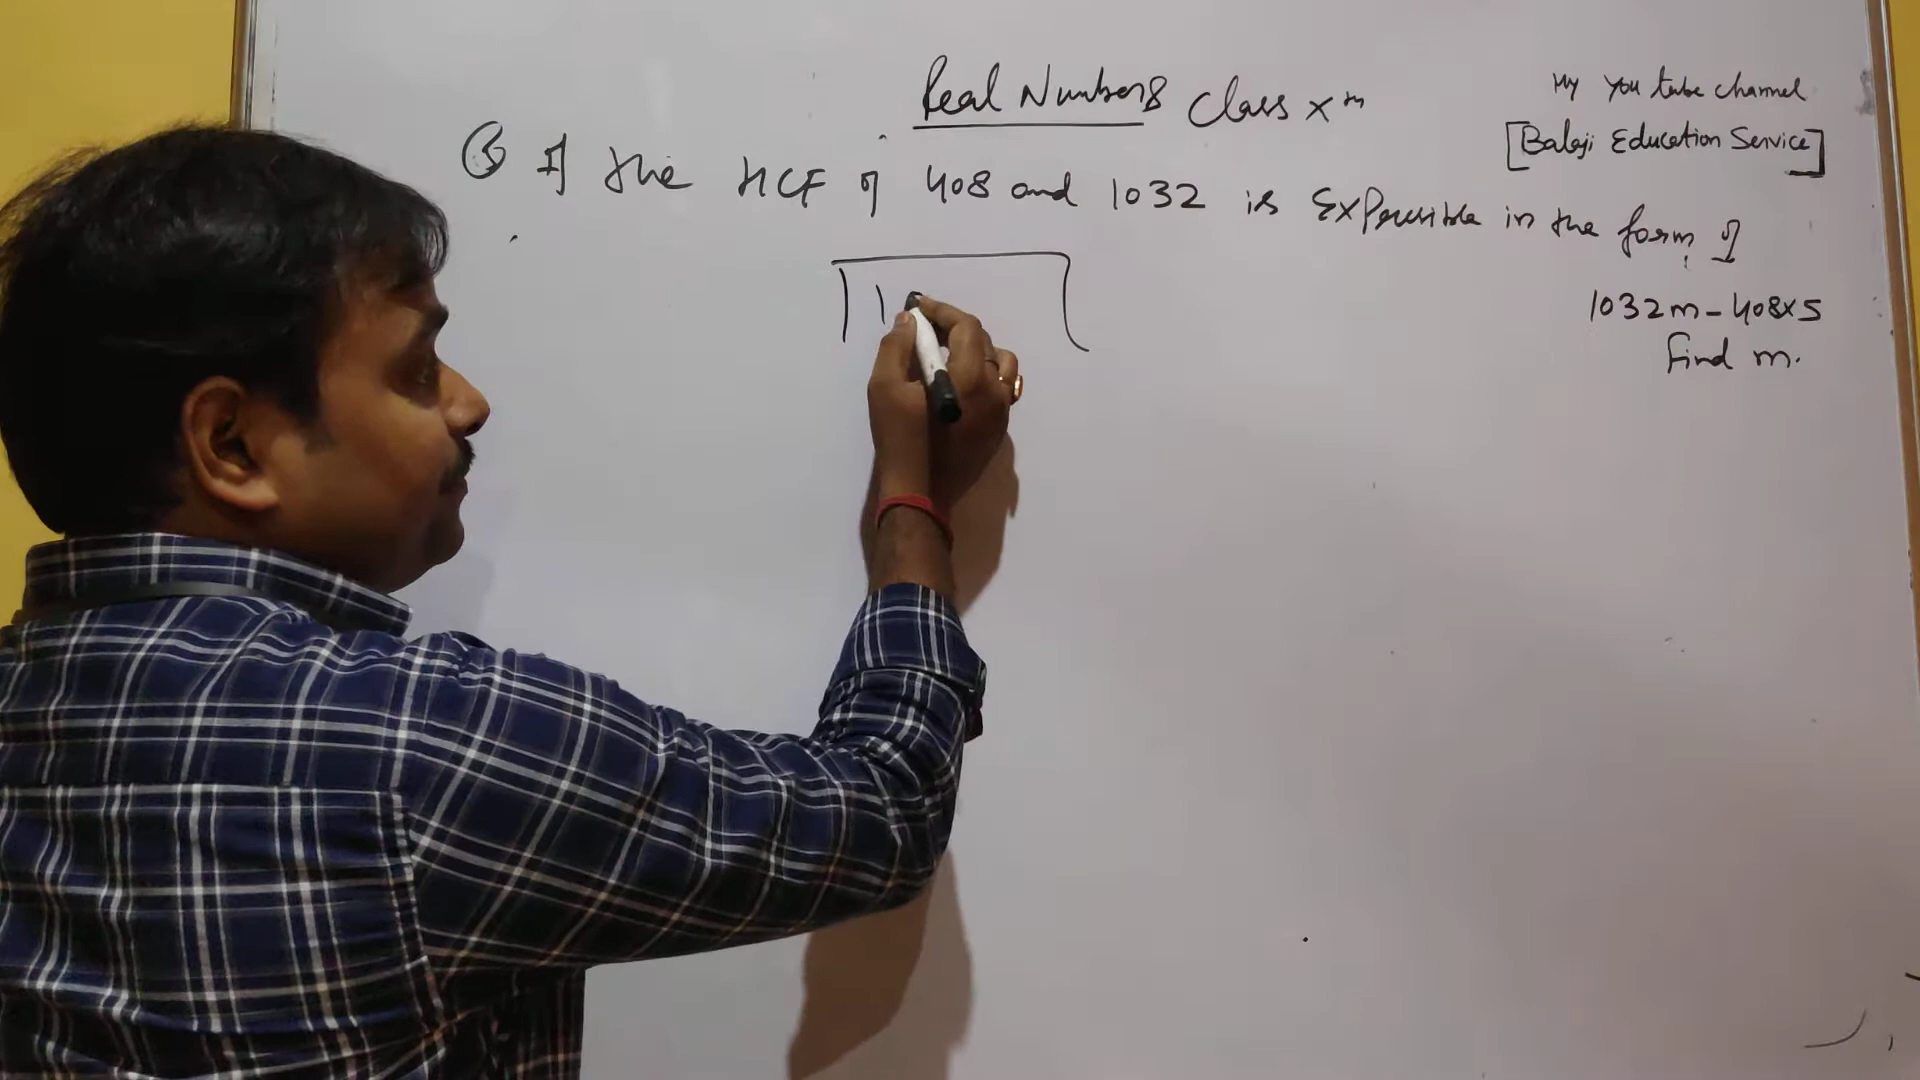 Real Numbers Class Xth
My You tube channel
[Balaji Education Service]
Q If the HCF of 408 and 1032 is Expressible in the form of
1032m - 408x5
Find m.
1